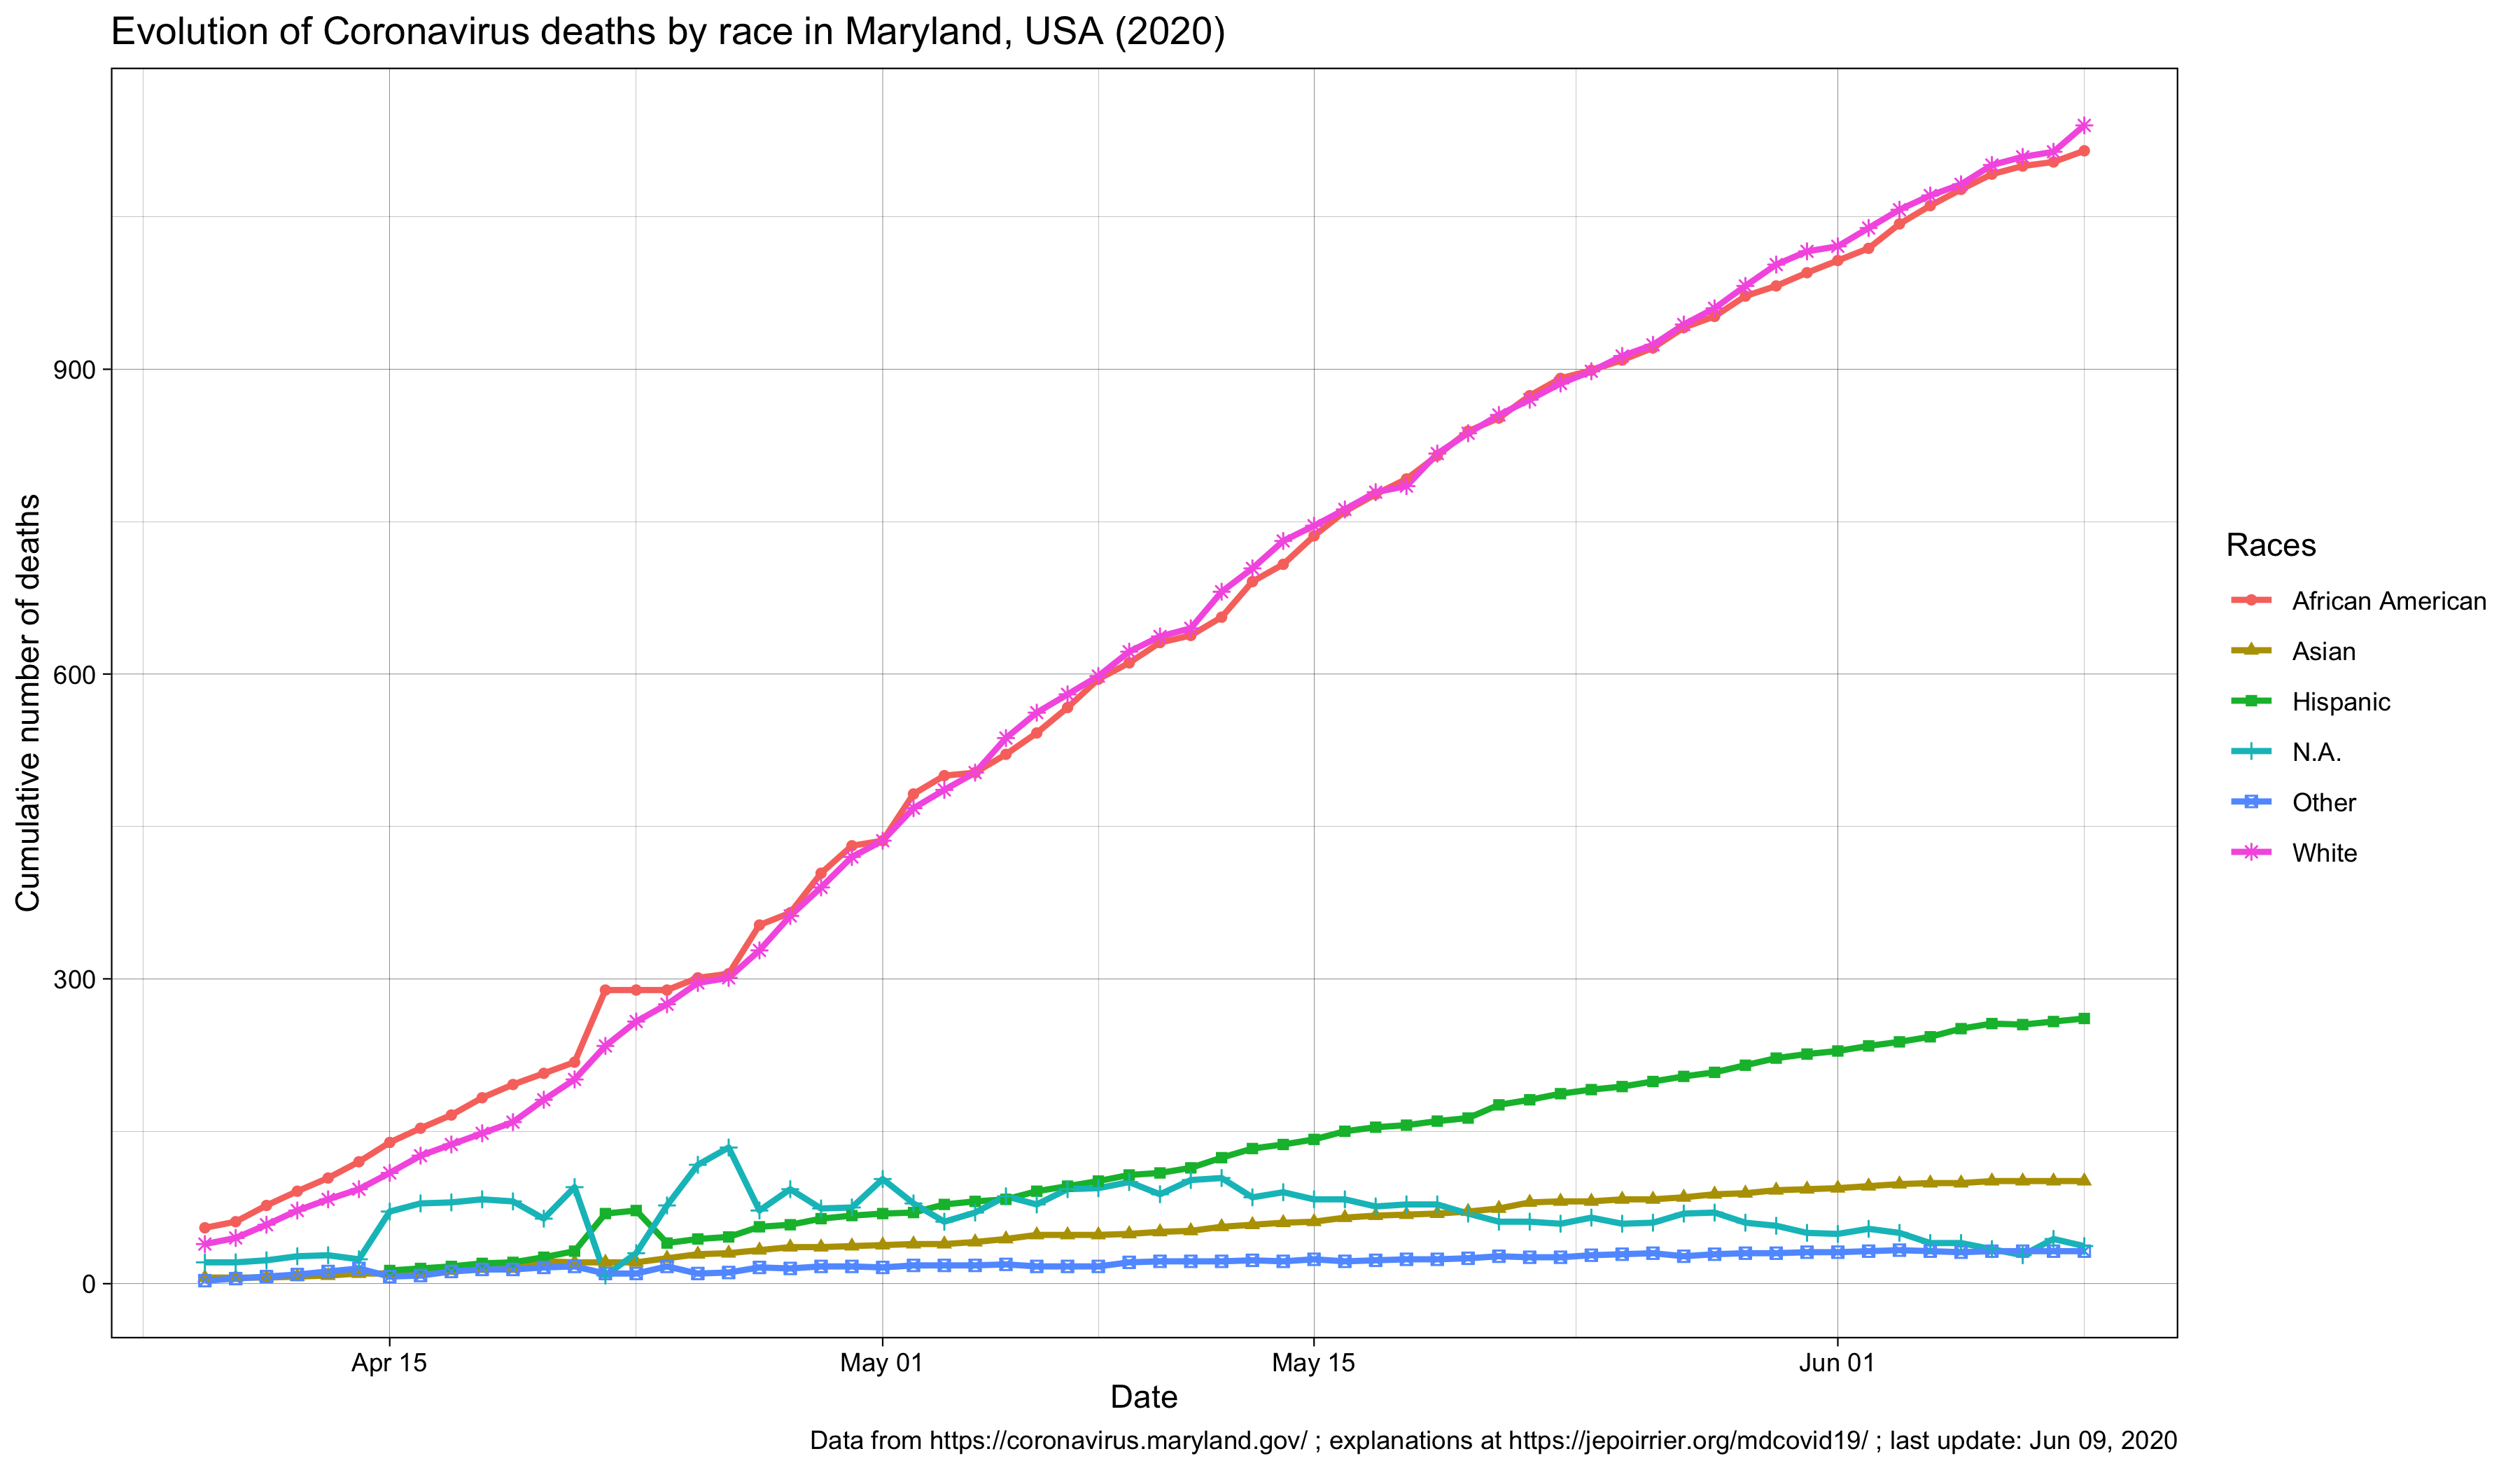 Evolution of Coronavirus deaths by race in Maryland, USA (2020)
Cumulative number of deaths
900
600
300
0
Apr 15
May 01
May 15
Jun 01
Date
Races
African American
Asian
Hispanic
N.A.
Other
White
Data from https://coronavirus.maryland.gov/ ; explanations at https://jepoirrier.org/mdcovid19/ ; last update: Jun 09, 2020